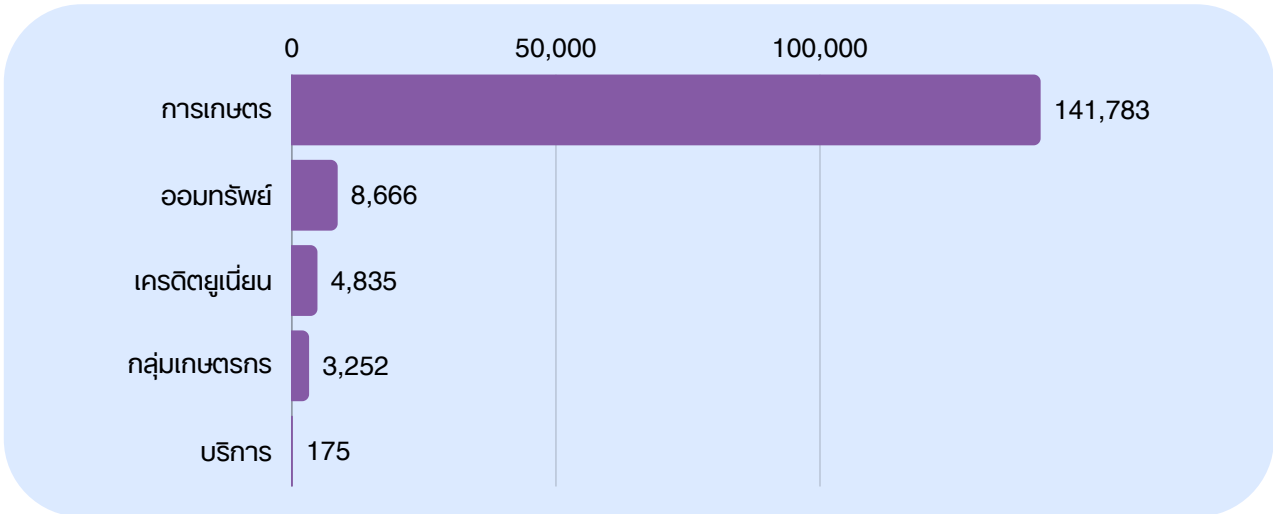 0 50,000 100,000
การเกษตร 141,783
ออมทรัพย์ 8,666
เครดิตยูเนี่ยน 4,835
กลุ่มเกษตรกร 3,252
บริการ 175